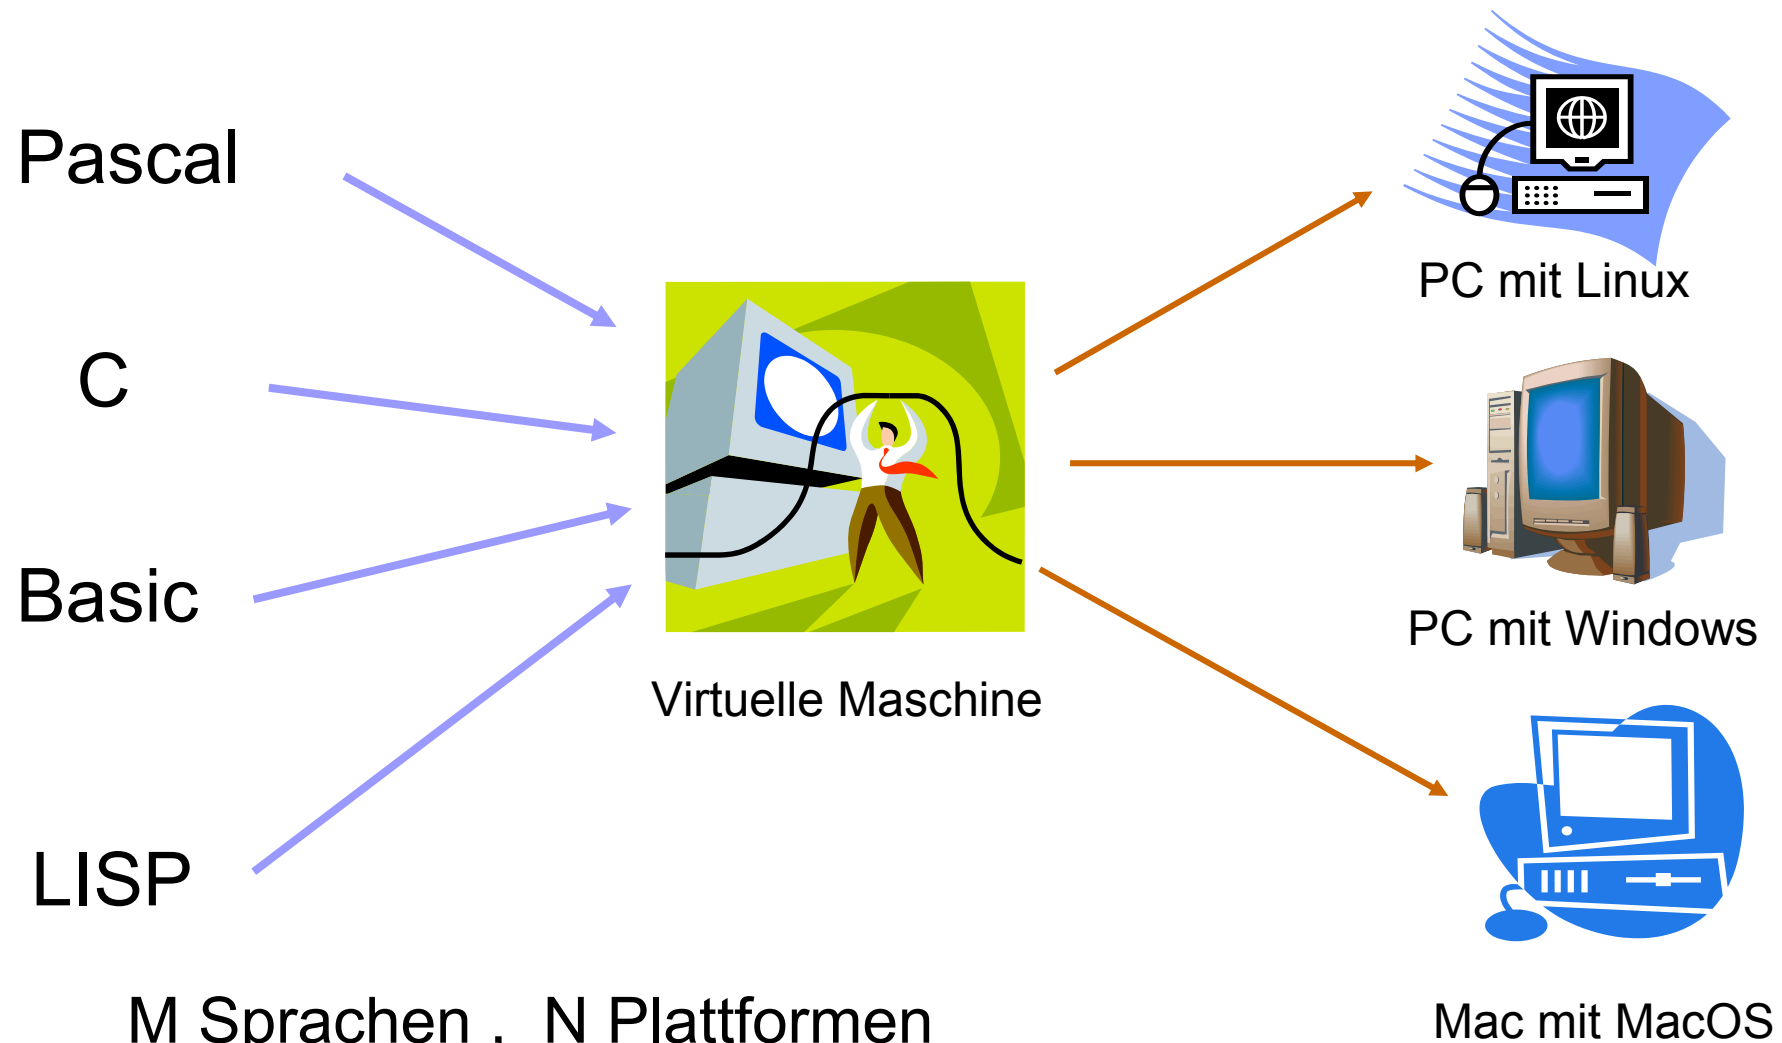 Pascal
C
Basic
LISP
Virtuelle Maschine
PC mit Linux
PC mit Windows
Mac mit MacOS
M Sprachen , N Plattformen